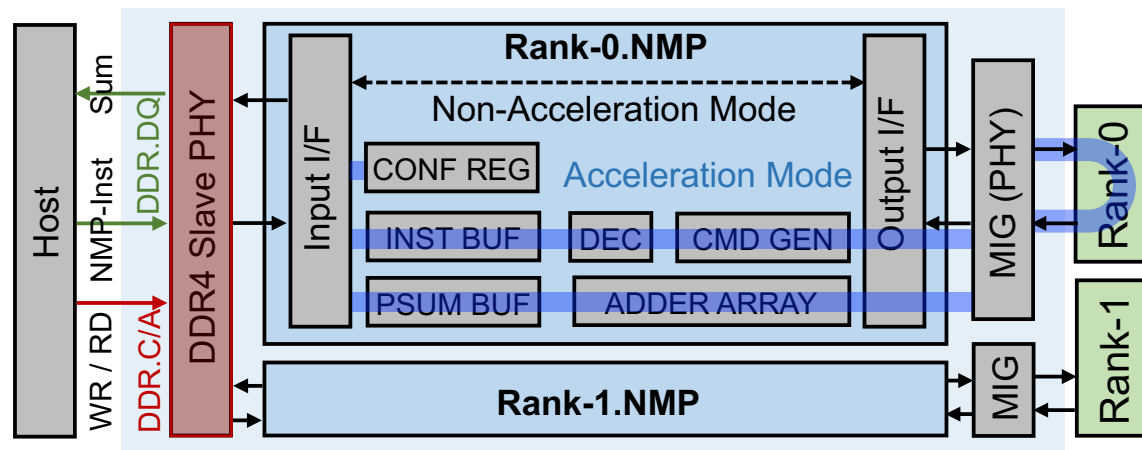 Host
Sum
NMP-Inst
WR / RD
DDR.DQ
DDR.C/A
DDR4 Slave PHY
Rank-0.NMP
Input I/F
Non-Acceleration Mode
CONF REG
Acceleration Mode
INST BUF
DEC
CMD GEN
PSUM BUF
ADDER ARRAY
Output I/F
MIG (PHY)
Rank-0
Rank-1.NMP
MIG
Rank-1